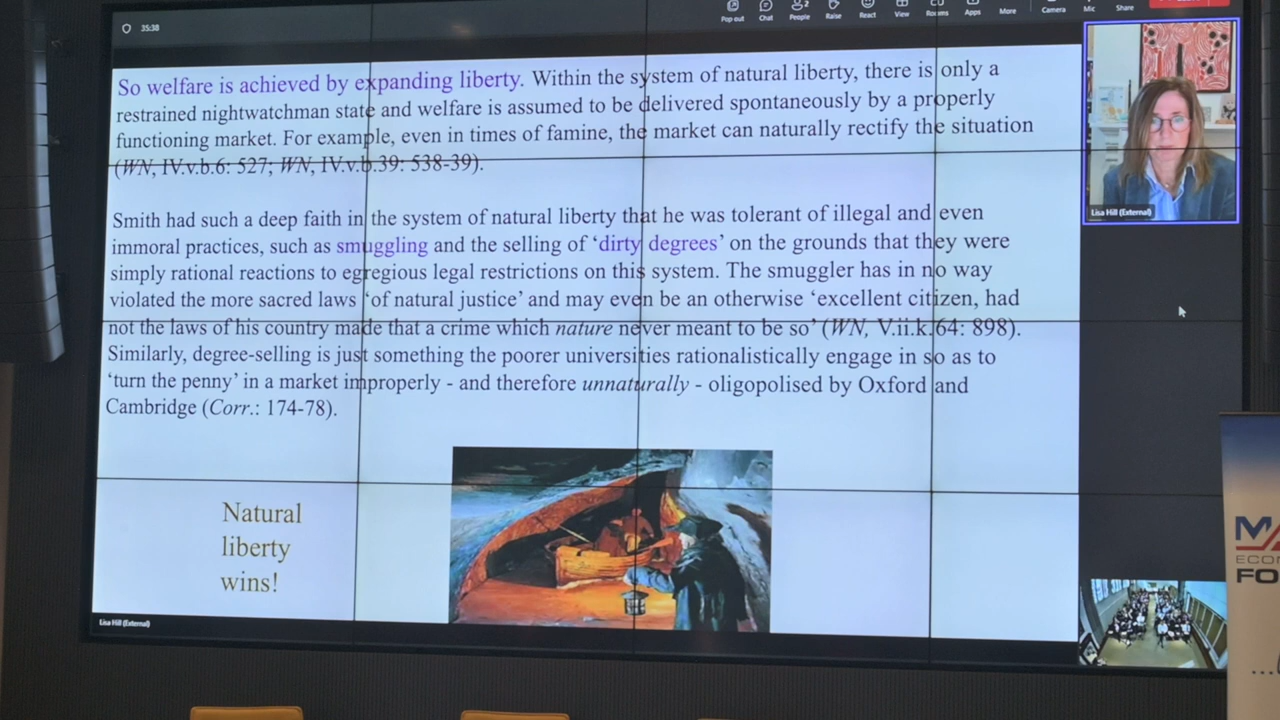 35:38
Pop out
Chat
People
2
Raise
React
View
Rooms
Apps
More
Camera
Mic
Share
So welfare is achieved by expanding liberty. Within the system of natural liberty, there is only a
restrained nightwatchman state and welfare is assumed to be delivered spontaneously by a properly
functioning market. For example, even in times of famine, the market can naturally rectify the situation
(WN, IV.v.b.6: 527; WN, IV.v.b.39: 538-39).
Smith had such a deep faith in the system of natural liberty that he was tolerant of illegal and even
immoral practices, such as smuggling and the selling of ‘dirty degrees’ on the grounds that they were
simply rational reactions to egregious legal restrictions on this system. The smuggler has in no way
violated the more sacred laws ‘of natural justice’ and may even be an otherwise ‘excellent citizen, had
not the laws of his country made that a crime which nature never meant to be so’ (WN, V.ii.k.64: 898).
Similarly, degree-selling is just something the poorer universities rationalistically engage in so as to
‘turn the penny’ in a market improperly - and therefore unnaturally - oligopolised by Oxford and
Cambridge (Corr.: 174-78).
Natural
liberty
wins!
Lisa Hill (External)
Lisa Hill (External)
ECO
FO